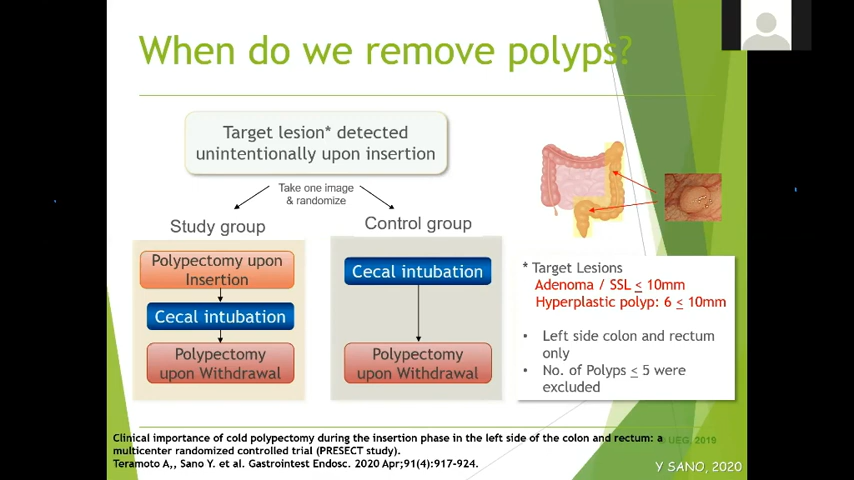 When do we remove polyps?
Target lesion* detected
unintentionally upon insertion
Take one image
& randomize
Study group
Control group
Polypectomy upon
Insertion
Cecal intubation
Polypectomy
upon Withdrawal
Cecal intubation
Polypectomy
upon Withdrawal
* Target Lesions
Adenoma / SSL ≤ 10mm
Hyperplastic polyp: 6 ≤ 10mm
• Left side colon and rectum
only
• No. of Polyps ≤ 5 were
excluded
Clinical importance of cold polypectomy during the insertion phase in the left side of the colon and rectum: a
multicenter randomized controlled trial (PRESECT study).
Teramoto A,, Sano Y. et al. Gastrointest Endosc. 2020 Apr;91(4):917-924.
© UEG, 2019
Y SANO, 2020